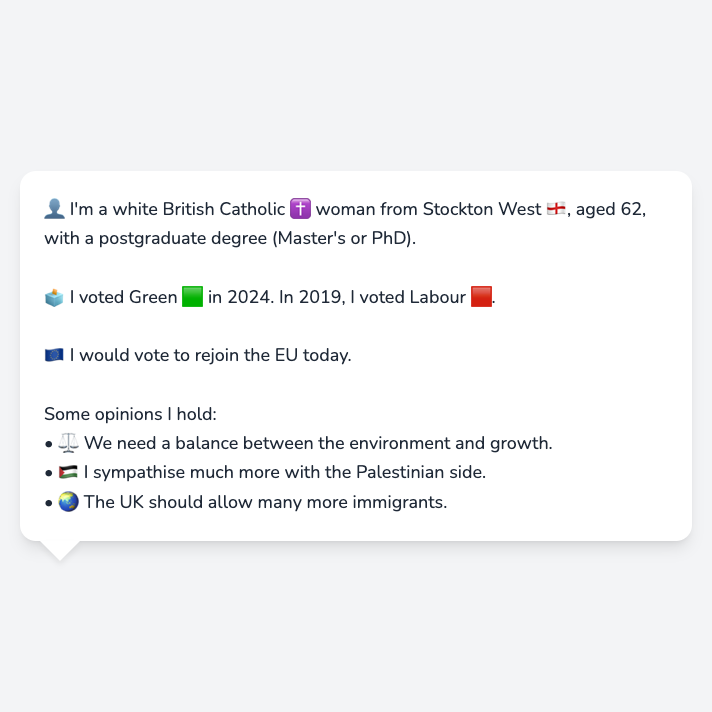 👤 I'm a white British Catholic ✝️ woman from Stockton West 🏴󠁧󠁢󠁥󠁮󠁧󠁿, aged 62,
with a postgraduate degree (Master's or PhD).
🗳️ I voted Green 🟩 in 2024. In 2019, I voted Labour 🟥.
🇪🇺 I would vote to rejoin the EU today.
Some opinions I hold:
• ⚖️ We need a balance between the environment and growth.
• 🇵🇸 I sympathise much more with the Palestinian side.
• 🌏 The UK should allow many more immigrants.